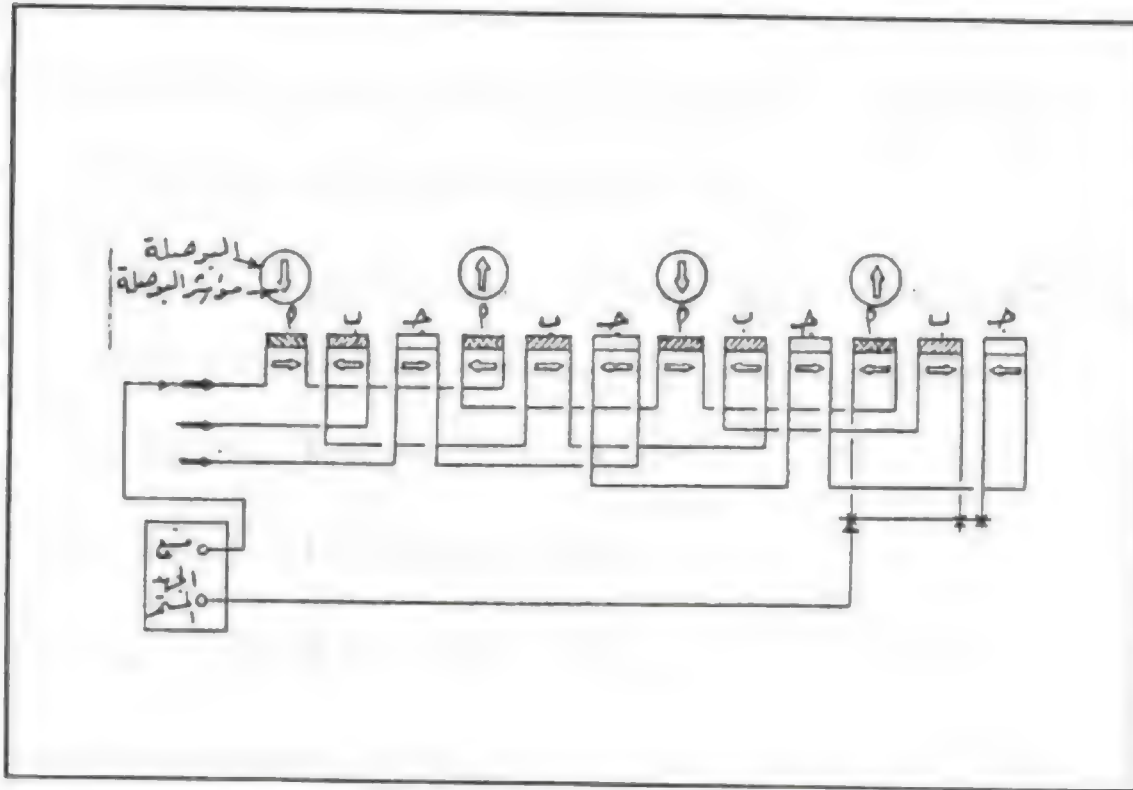 البوصلة
مؤشر البوصلة
م ب جـ م ب جـ م ب جـ م ب جـ
منبع
الجهد
المستمر